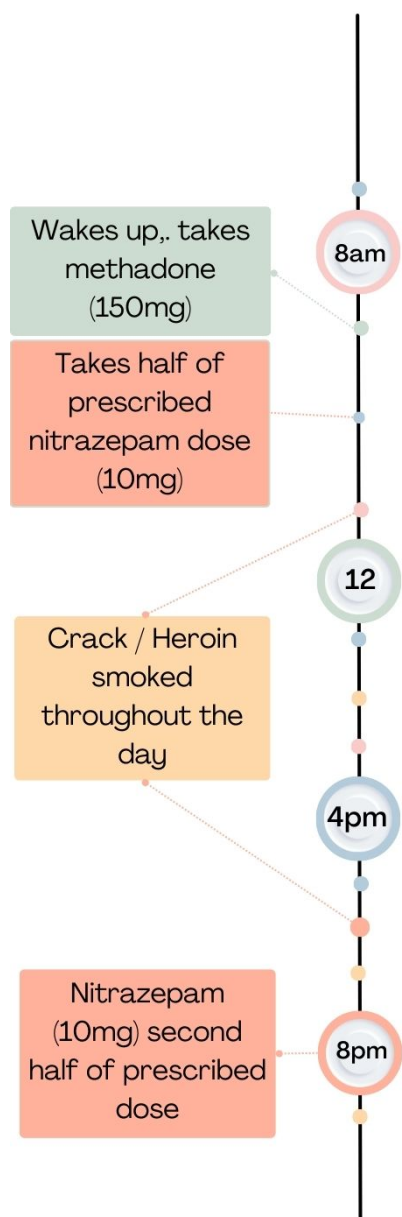 8am
Wakes up,. takes
methadone
(150mg)
Takes half of
prescribed
nitrazepam dose
(10mg)
12
Crack / Heroin
smoked
throughout the
day
4pm
Nitrazepam
(10mg) second
half of prescribed
dose
8pm